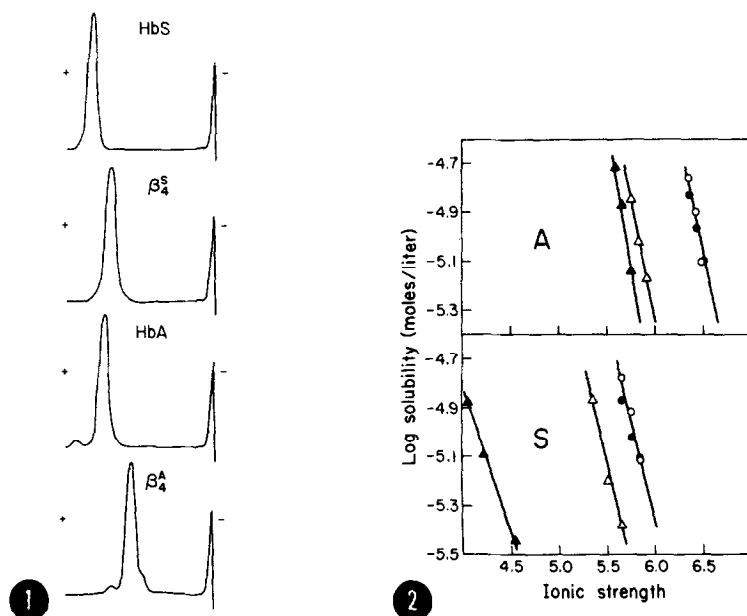 HbS
+ -
β₄ˢ
+ -
HbA
+ -
β₄ᴬ
+ -
1
Log solubility (moles/liter)
-4.7
-4.9
-5.1
-5.3
A
-4.7
-4.9
-5.1
-5.3
-5.5
S
4.5 5.0 5.5 6.0 6.5
Ionic strength
2